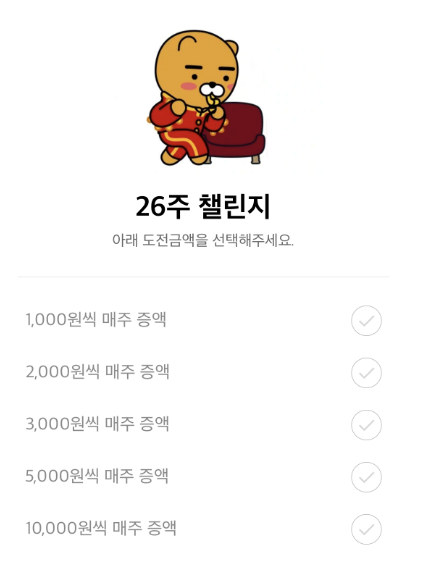 26주 챌린지
아래 도전금액을 선택해주세요.
1,000원씩 매주 증액
2,000원씩 매주 증액
3,000원씩 매주 증액
5,000원씩 매주 증액
10,000원씩 매주 증액